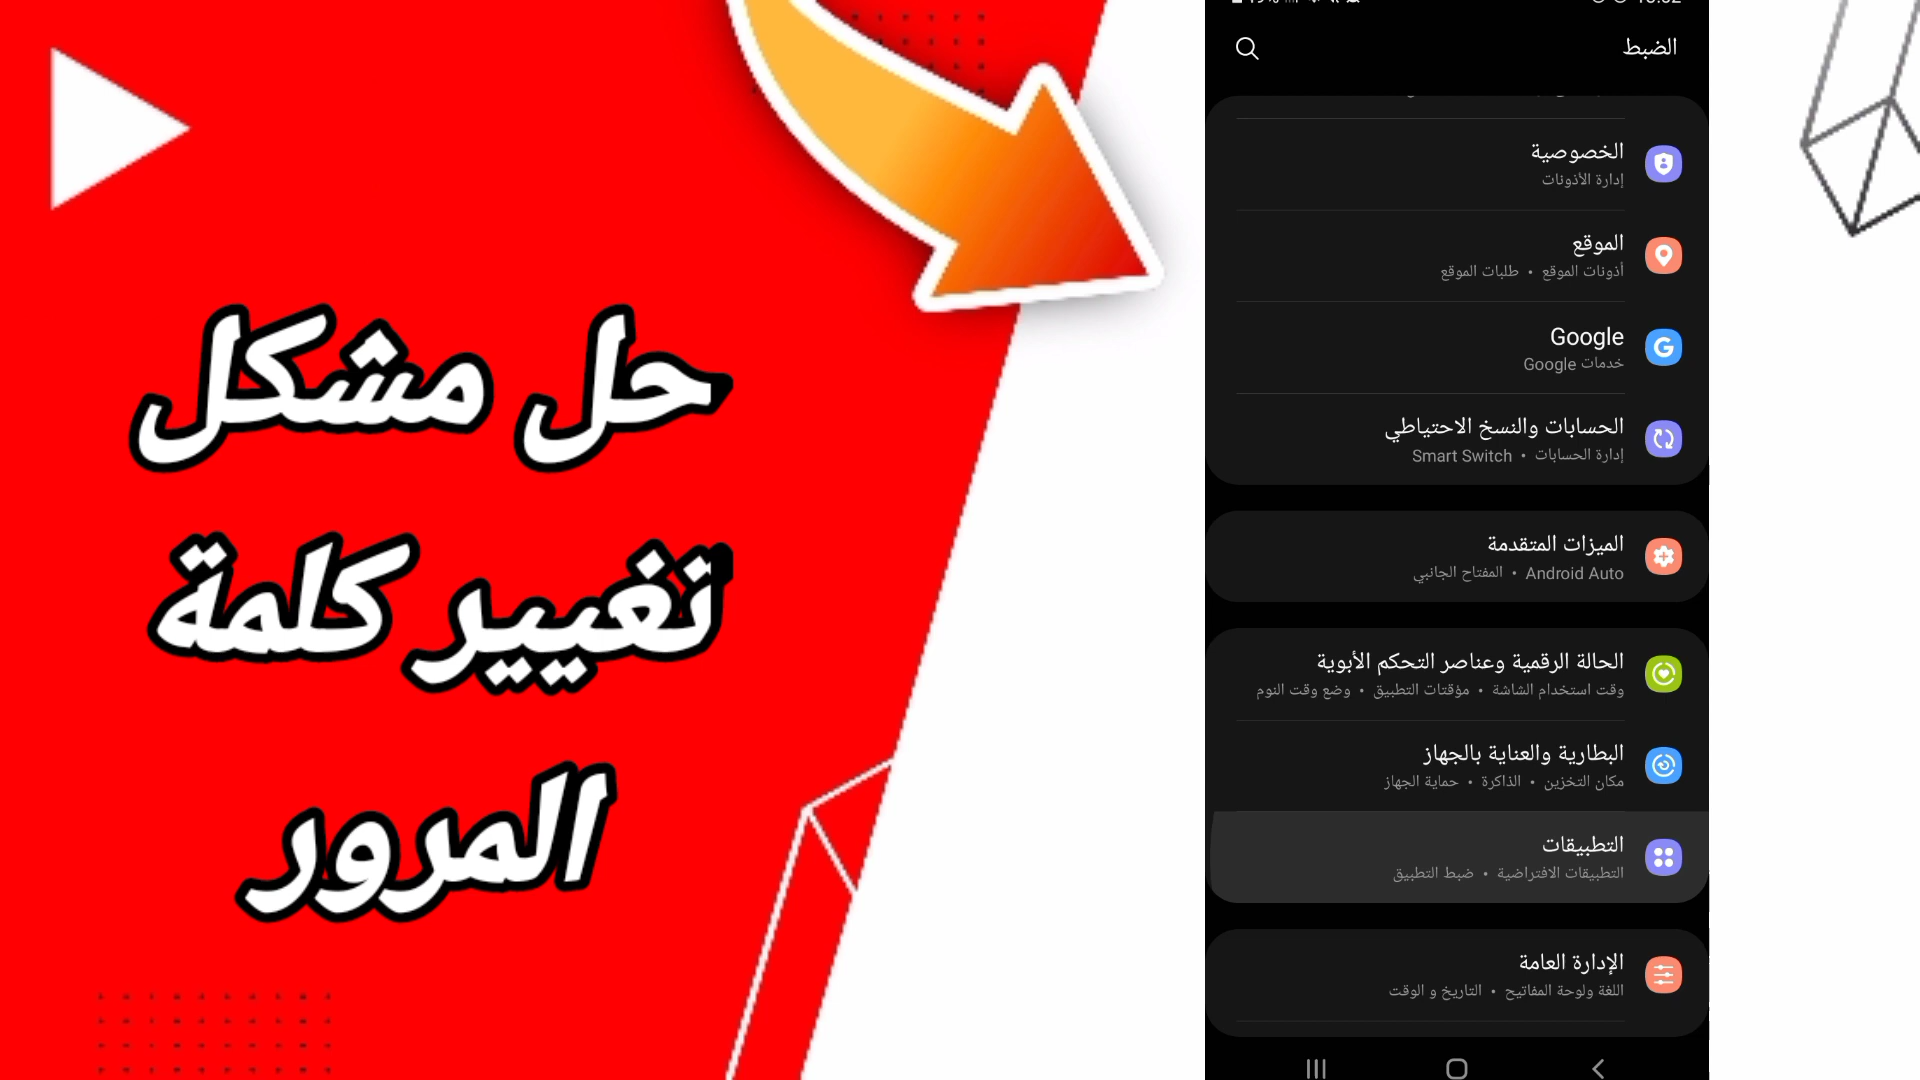 حل مشكل
تغيير كلمة
المرور
الضبط
الخصوصية
إدارة الأذونات
الموقع
أذونات الموقع • طلبات الموقع
Google
خدمات Google
الحسابات والنسخ الاحتياطي
إدارة الحسابات • Smart Switch
الميزات المتقدمة
Android Auto • المفتاح الجانبي
الحالة الرقمية وعناصر التحكم الأبوية
وقت استخدام الشاشة • مؤقتات التطبيق • وضع وقت النوم
البطارية والعناية بالجهاز
مكان التخزين • الذاكرة • حماية الجهاز
التطبيقات
التطبيقات الافتراضية • ضبط التطبيق
الإدارة العامة
اللغة ولوحة المفاتيح • التاريخ و الوقت